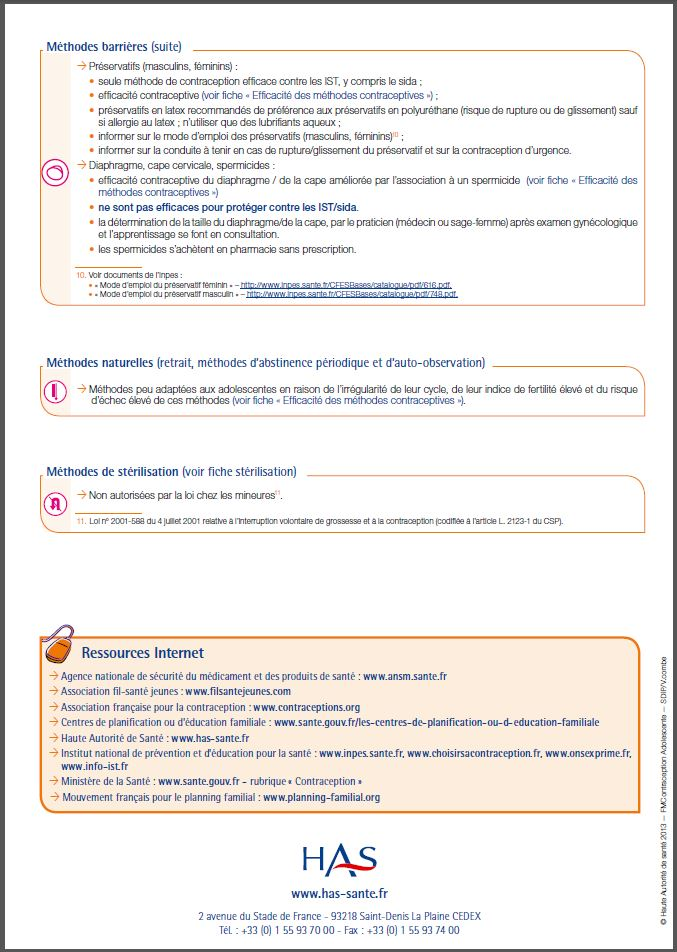 Méthodes barrières (suite)
→ Préservatifs (masculins, féminins) :
• seule méthode de contraception efficace contre les IST, y compris le sida ;
• efficacité contraceptive (voir fiche « Efficacité des méthodes contraceptives ») ;
• préservatifs en latex recommandés de préférence aux préservatifs en polyuréthane (risque de rupture ou de glissement) sauf
si allergie au latex ; n'utiliser que des lubrifiants aqueux ;
• informer sur le mode d'emploi des préservatifs (masculins, féminins)10 ;
• informer sur la conduite à tenir en cas de rupture/glissement du préservatif et sur la contraception d'urgence.
→ Diaphragme, cape cervicale, spermicides :
• efficacité contraceptive du diaphragme / de la cape améliorée par l'association à un spermicide (voir fiche « Efficacité des
méthodes contraceptives »)
• ne sont pas efficaces pour protéger contre les IST/sida.
• la détermination de la taille du diaphragme/de la cape, par le praticien (médecin ou sage-femme) après examen gynécologique
et l'apprentissage se font en consultation.
• les spermicides s'achètent en pharmacie sans prescription.
10. Voir documents de l'Inpes :
• « Mode d'emploi du préservatif féminin » – http://www.inpes.sante.fr/CFESBases/catalogue/pdf/616.pdf.
• « Mode d'emploi du préservatif masculin » – http://www.inpes.sante.fr/CFESBases/catalogue/pdf/748.pdf.
Méthodes naturelles (retrait, méthodes d'abstinence périodique et d'auto-observation)
→ Méthodes peu adaptées aux adolescentes en raison de l'irrégularité de leur cycle, de leur indice de fertilité élevé et du risque
d'échec élevé de ces méthodes (voir fiche « Efficacité des méthodes contraceptives »).
Méthodes de stérilisation (voir fiche stérilisation)
→ Non autorisées par la loi chez les mineures11.
11. Loi n° 2001-588 du 4 juillet 2001 relative à l'interruption volontaire de grossesse et à la contraception (codifiée à l'article L. 2123-1 du CSP).
Ressources Internet
→ Agence nationale de sécurité du médicament et des produits de santé : www.ansm.sante.fr
→ Association fil-santé jeunes : www.filsantejeunes.com
→ Association française pour la contraception : www.contraceptions.org
→ Centres de planification ou d'éducation familiale : www.sante.gouv.fr/les-centres-de-planification-ou-d-education-familiale
→ Haute Autorité de Santé : www.has-sante.fr
→ Institut national de prévention et d'éducation pour la santé : www.inpes.sante.fr, www.choisirsacontraception.fr, www.onsexprime.fr,
www.info-ist.fr
→ Ministère de la Santé : www.sante.gouv.fr - rubrique « Contraception »
→ Mouvement français pour le planning familial : www.planning-familial.org
HAS
www.has-sante.fr
2 avenue du Stade de France - 93218 Saint-Denis La Plaine CEDEX
Tél. : +33 (0) 1 55 93 70 00 - Fax : +33 (0) 1 55 93 74 00
© Haute Autorité de santé 2013 — FMContraception Adolescente — SDIP/V.combe